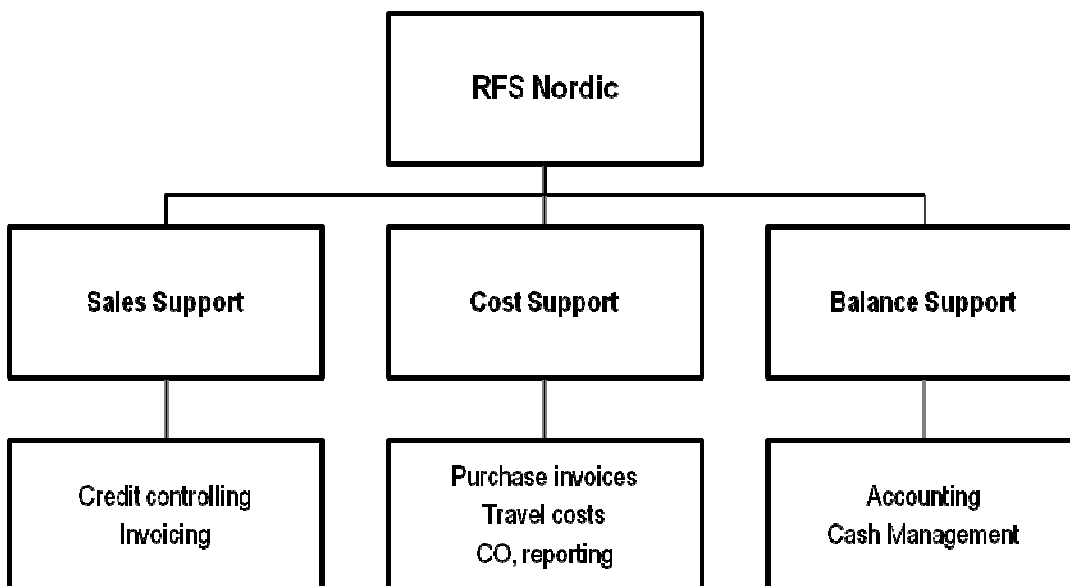 RFS Nordic
Sales Support
Cost Support
Balance Support
Credit controlling
Invoicing
Purchase invoices
Travel costs
CO, reporting
Accounting
Cash Management